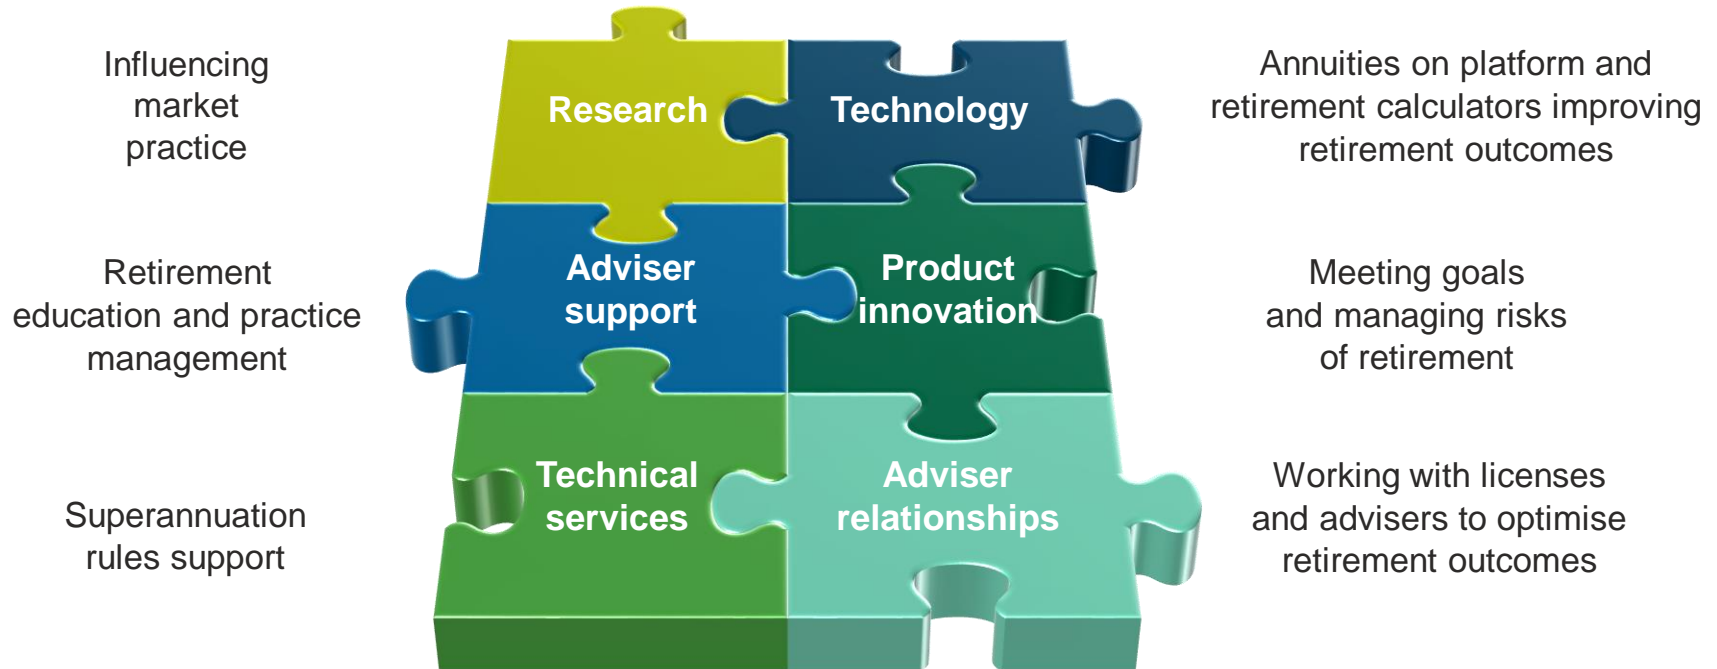 Influencing
market
practice
Research
Technology
Annuities on platform and
retirement calculators improving
retirement outcomes
Retirement
education and practice
management
Adviser
support
Product
innovation
Meeting goals
and managing risks
of retirement
Superannuation
rules support
Technical
services
Adviser
relationships
Working with licenses
and advisers to optimise
retirement outcomes